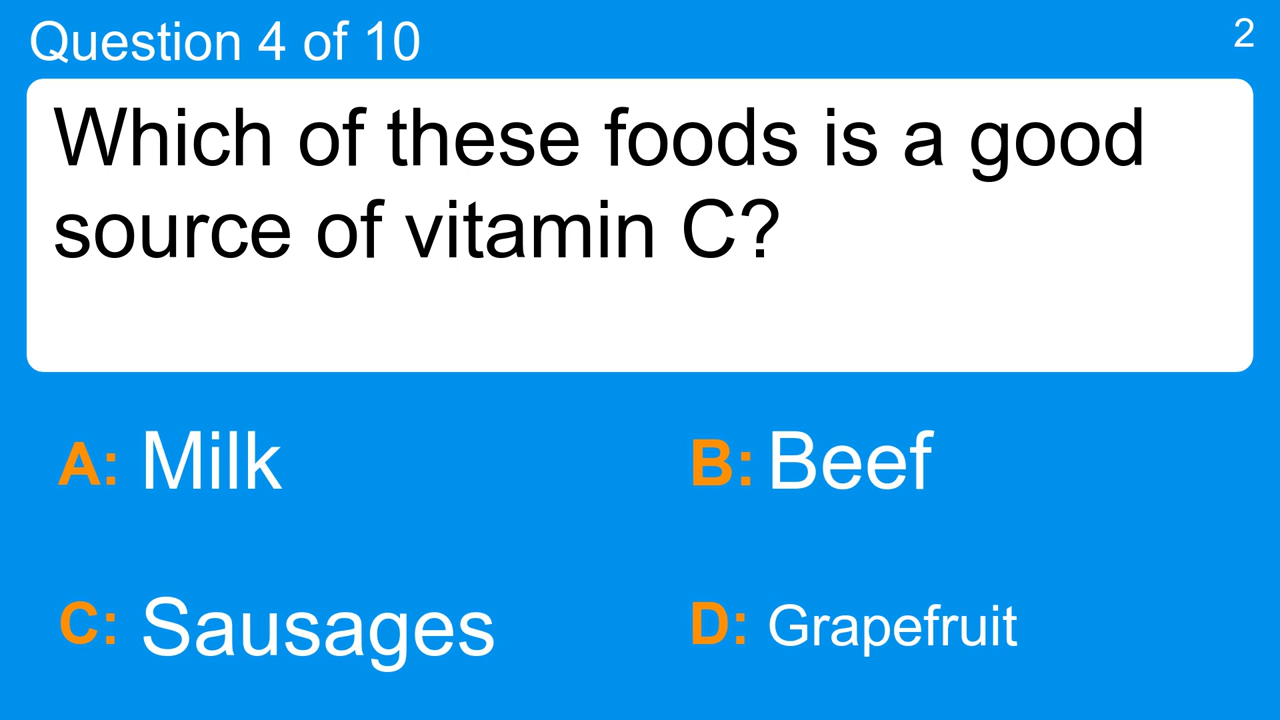 Question 4 of 10
2
Which of these foods is a good
source of vitamin C?
A: Milk
B: Beef
C: Sausages
D: Grapefruit